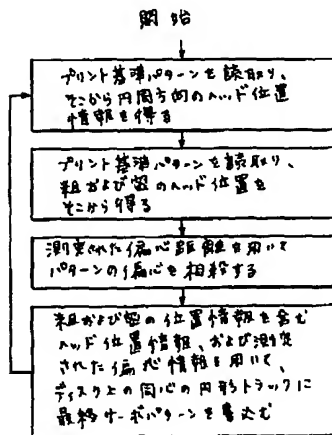 開始
プリント基準パターンを読取り、
そこから円周方向のヘッド位置
情報を得る
プリント基準パターンを読取り、
粗および密のヘッド位置を
そこから得る
測定された偏心距離を用いて
パターンの偏心を相殺する
粗および密の位置情報を含む
ヘッド位置情報、および測定
された偏心情報を用いて、
ディスク上の同心の円形トラックに
最終サーボパターンを書込む